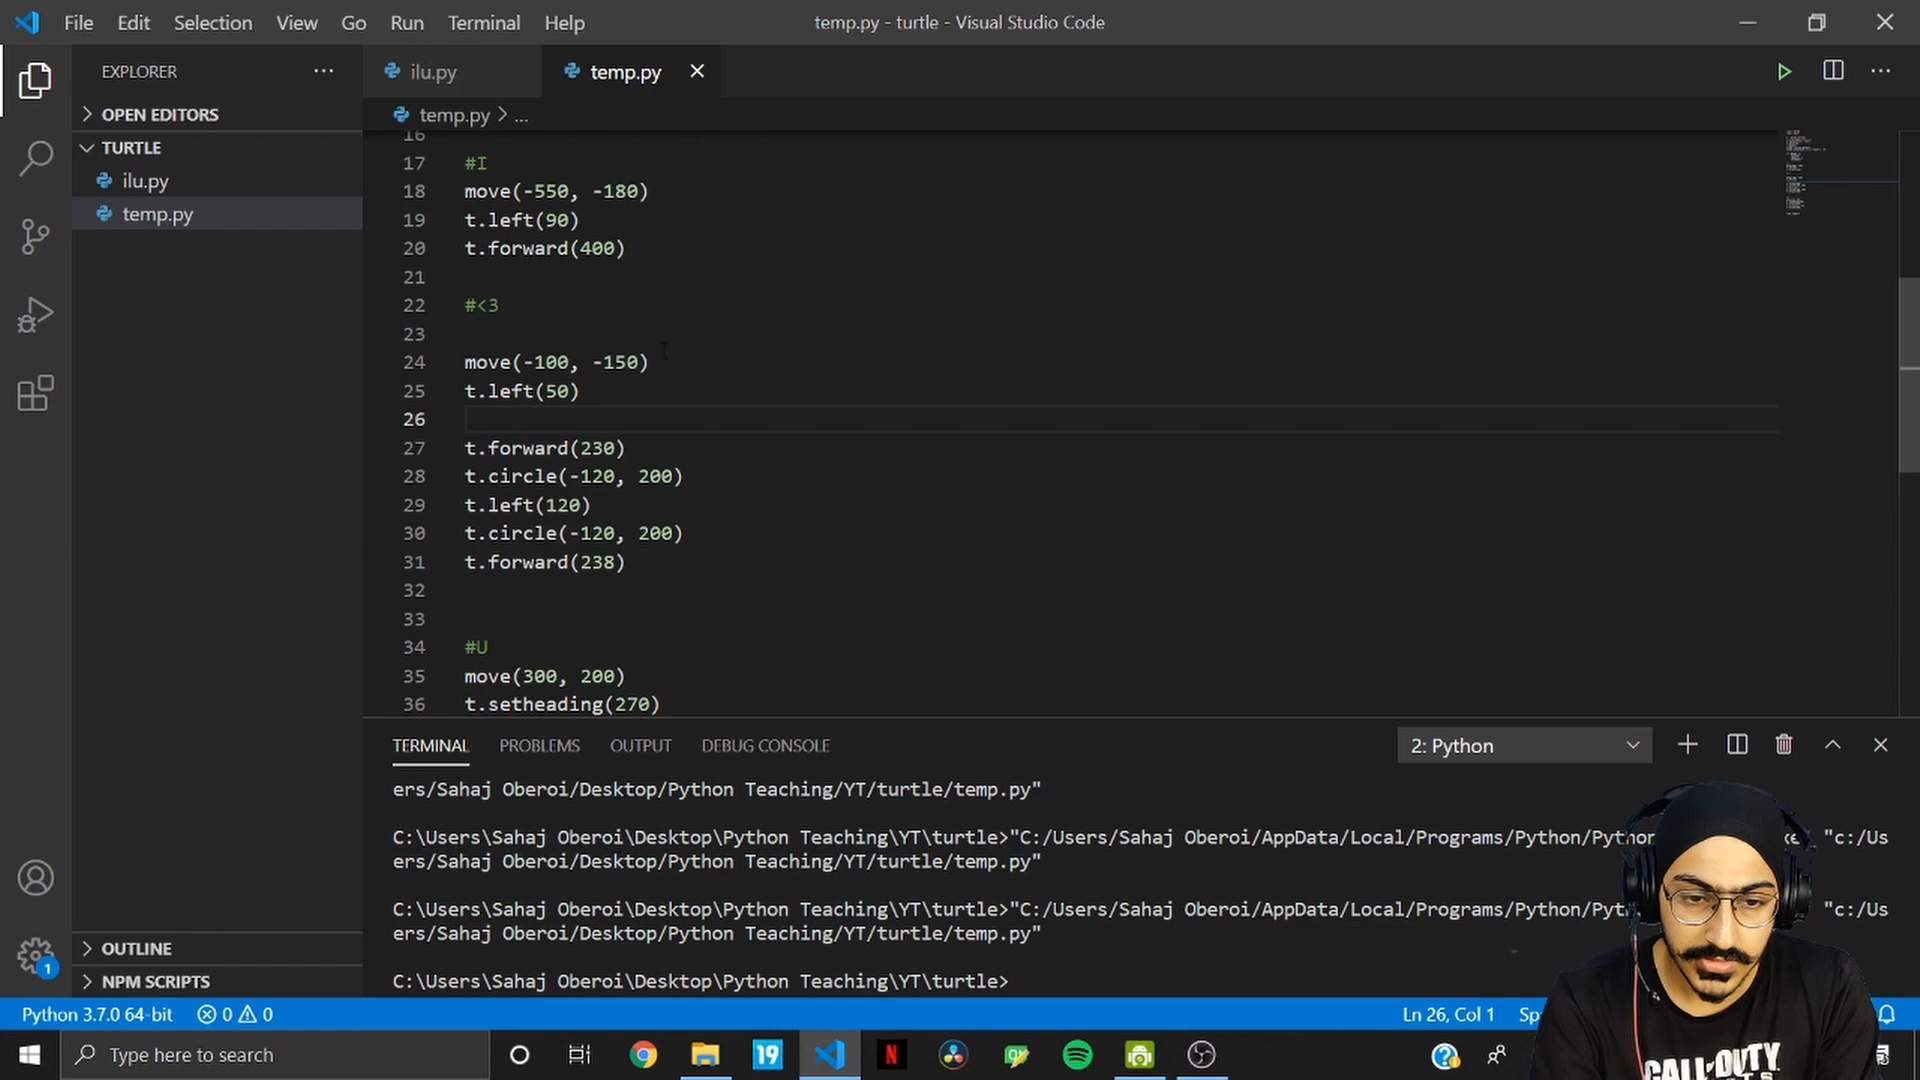 File Edit Selection View Go Run Terminal Help
temp.py - turtle - Visual Studio Code
EXPLORER
OPEN EDITORS
TURTLE
ilu.py
temp.py
OUTLINE
NPM SCRIPTS
ilu.py
temp.py
temp.py > ...
16
17 #I
18 move(-550, -180)
19 t.left(90)
20 t.forward(400)
21
22 #<3
23
24 move(-100, -150)
25 t.left(50)
26
27 t.forward(230)
28 t.circle(-120, 200)
29 t.left(120)
30 t.circle(-120, 200)
31 t.forward(238)
32
33
34 #U
35 move(300, 200)
36 t.setheading(270)
TERMINAL PROBLEMS OUTPUT DEBUG CONSOLE
2: Python
ers/Sahaj Oberoi/Desktop/Python Teaching/YT/turtle/temp.py"
C:\Users\Sahaj Oberoi\Desktop\Python Teaching\YT\turtle>"C:/Users/Sahaj Oberoi/AppData/Local/Programs/Python/Python "c:/Us
ers/Sahaj Oberoi/Desktop/Python Teaching/YT/turtle/temp.py"
C:\Users\Sahaj Oberoi\Desktop\Python Teaching\YT\turtle>"C:/Users/Sahaj Oberoi/AppData/Local/Programs/Python/ "c:/Us
ers/Sahaj Oberoi/Desktop/Python Teaching/YT/turtle/temp.py"
C:\Users\Sahaj Oberoi\Desktop\Python Teaching\YT\turtle>
1
Python 3.7.0 64-bit 0 0
Ln 26, Col 1
Type here to search
19
N
CALL OF DUTY